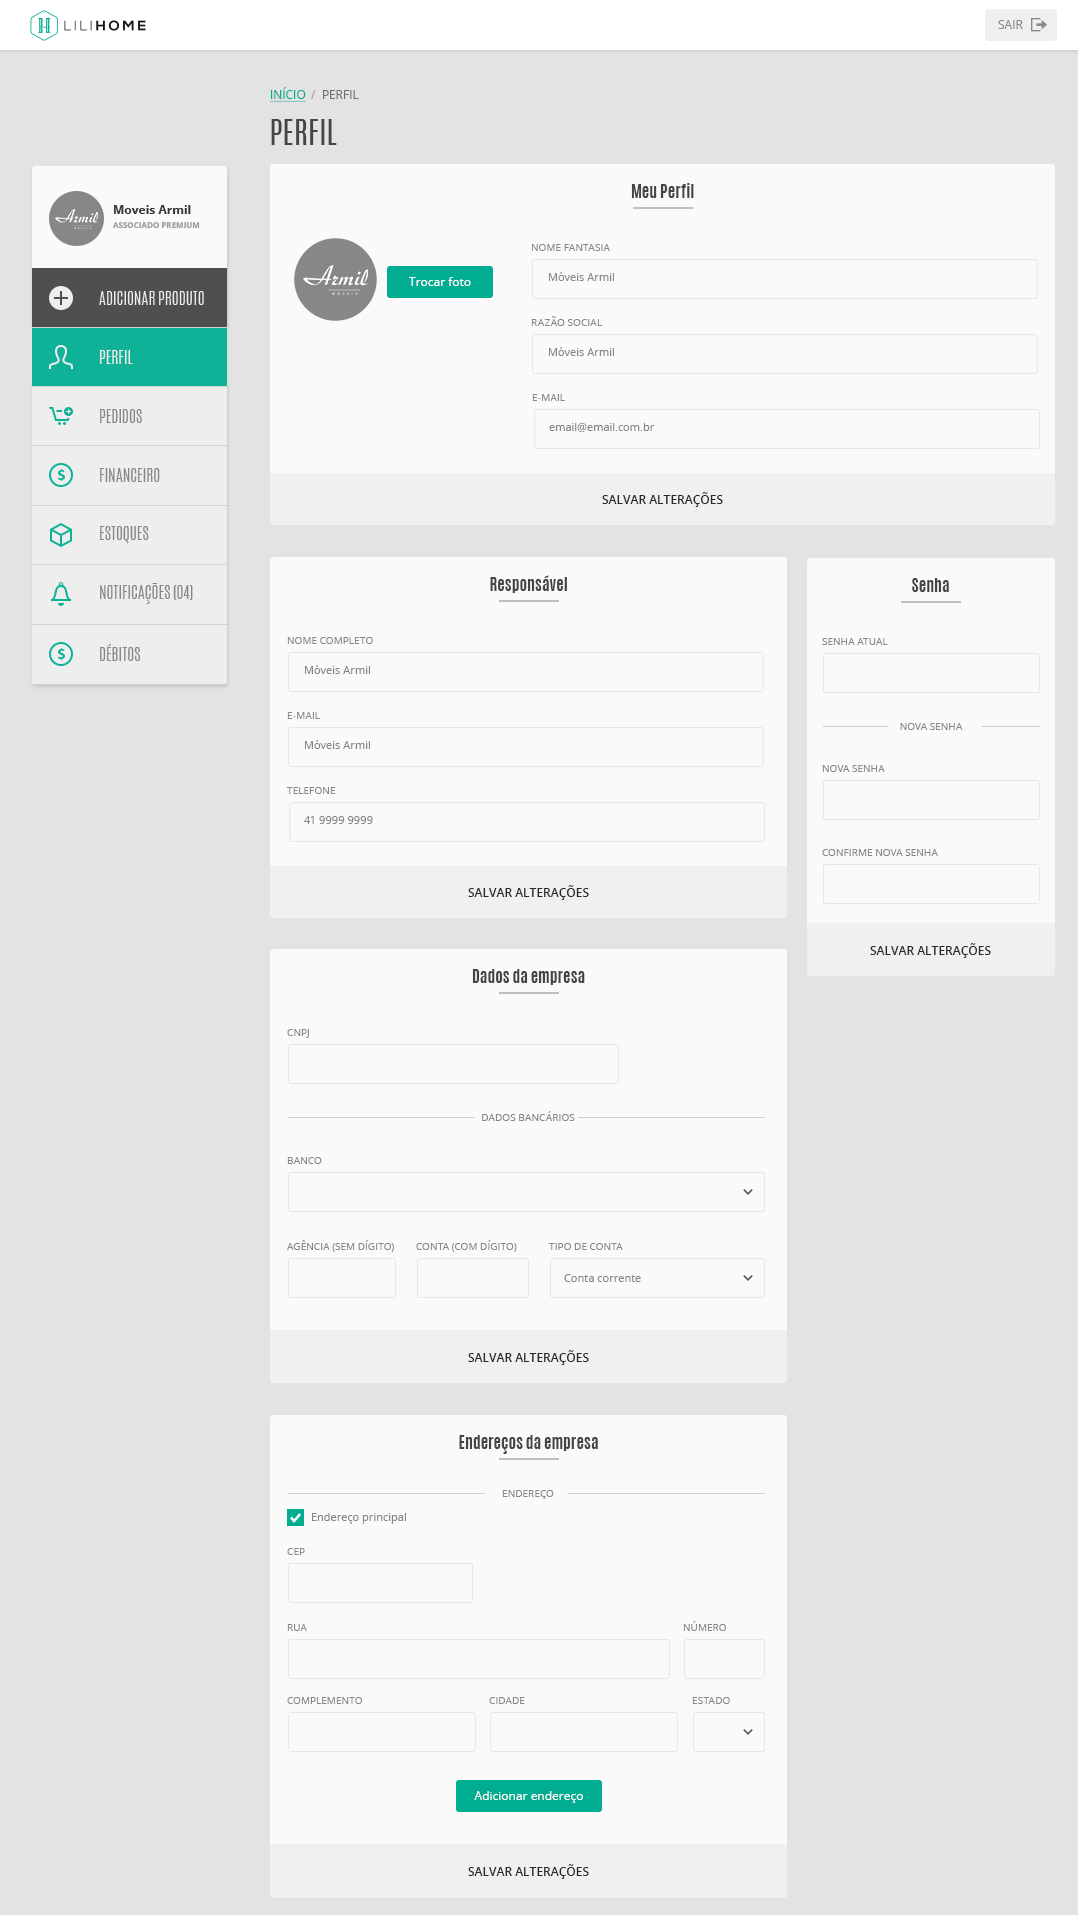 LILIHOME
SAIR
INÍCIO / PERFIL
PERFIL
Armil
MÓVEIS
Moveis Armil
ASSOCIADO PREMIUM
ADICIONAR PRODUTO
PERFIL
PEDIDOS
FINANCEIRO
ESTOQUES
NOTIFICAÇÕES (04)
DÉBITOS
Meu Perfil
Armil
MÓVEIS
Trocar foto
NOME FANTASIA
Móveis Armil
RAZÃO SOCIAL
Móveis Armil
E-MAIL
email@email.com.br
SALVAR ALTERAÇÕES
Responsável
NOME COMPLETO
Móveis Armil
E-MAIL
Móveis Armil
TELEFONE
41 9999 9999
SALVAR ALTERAÇÕES
Senha
SENHA ATUAL
NOVA SENHA
NOVA SENHA
CONFIRME NOVA SENHA
SALVAR ALTERAÇÕES
Dados da empresa
CNPJ
DADOS BANCÁRIOS
BANCO
AGÊNCIA (SEM DÍGITO) CONTA (COM DÍGITO) TIPO DE CONTA
Conta corrente
SALVAR ALTERAÇÕES
Endereços da empresa
ENDEREÇO
Endereço principal
CEP
RUA NÚMERO
COMPLEMENTO CIDADE ESTADO
Adicionar endereço
SALVAR ALTERAÇÕES